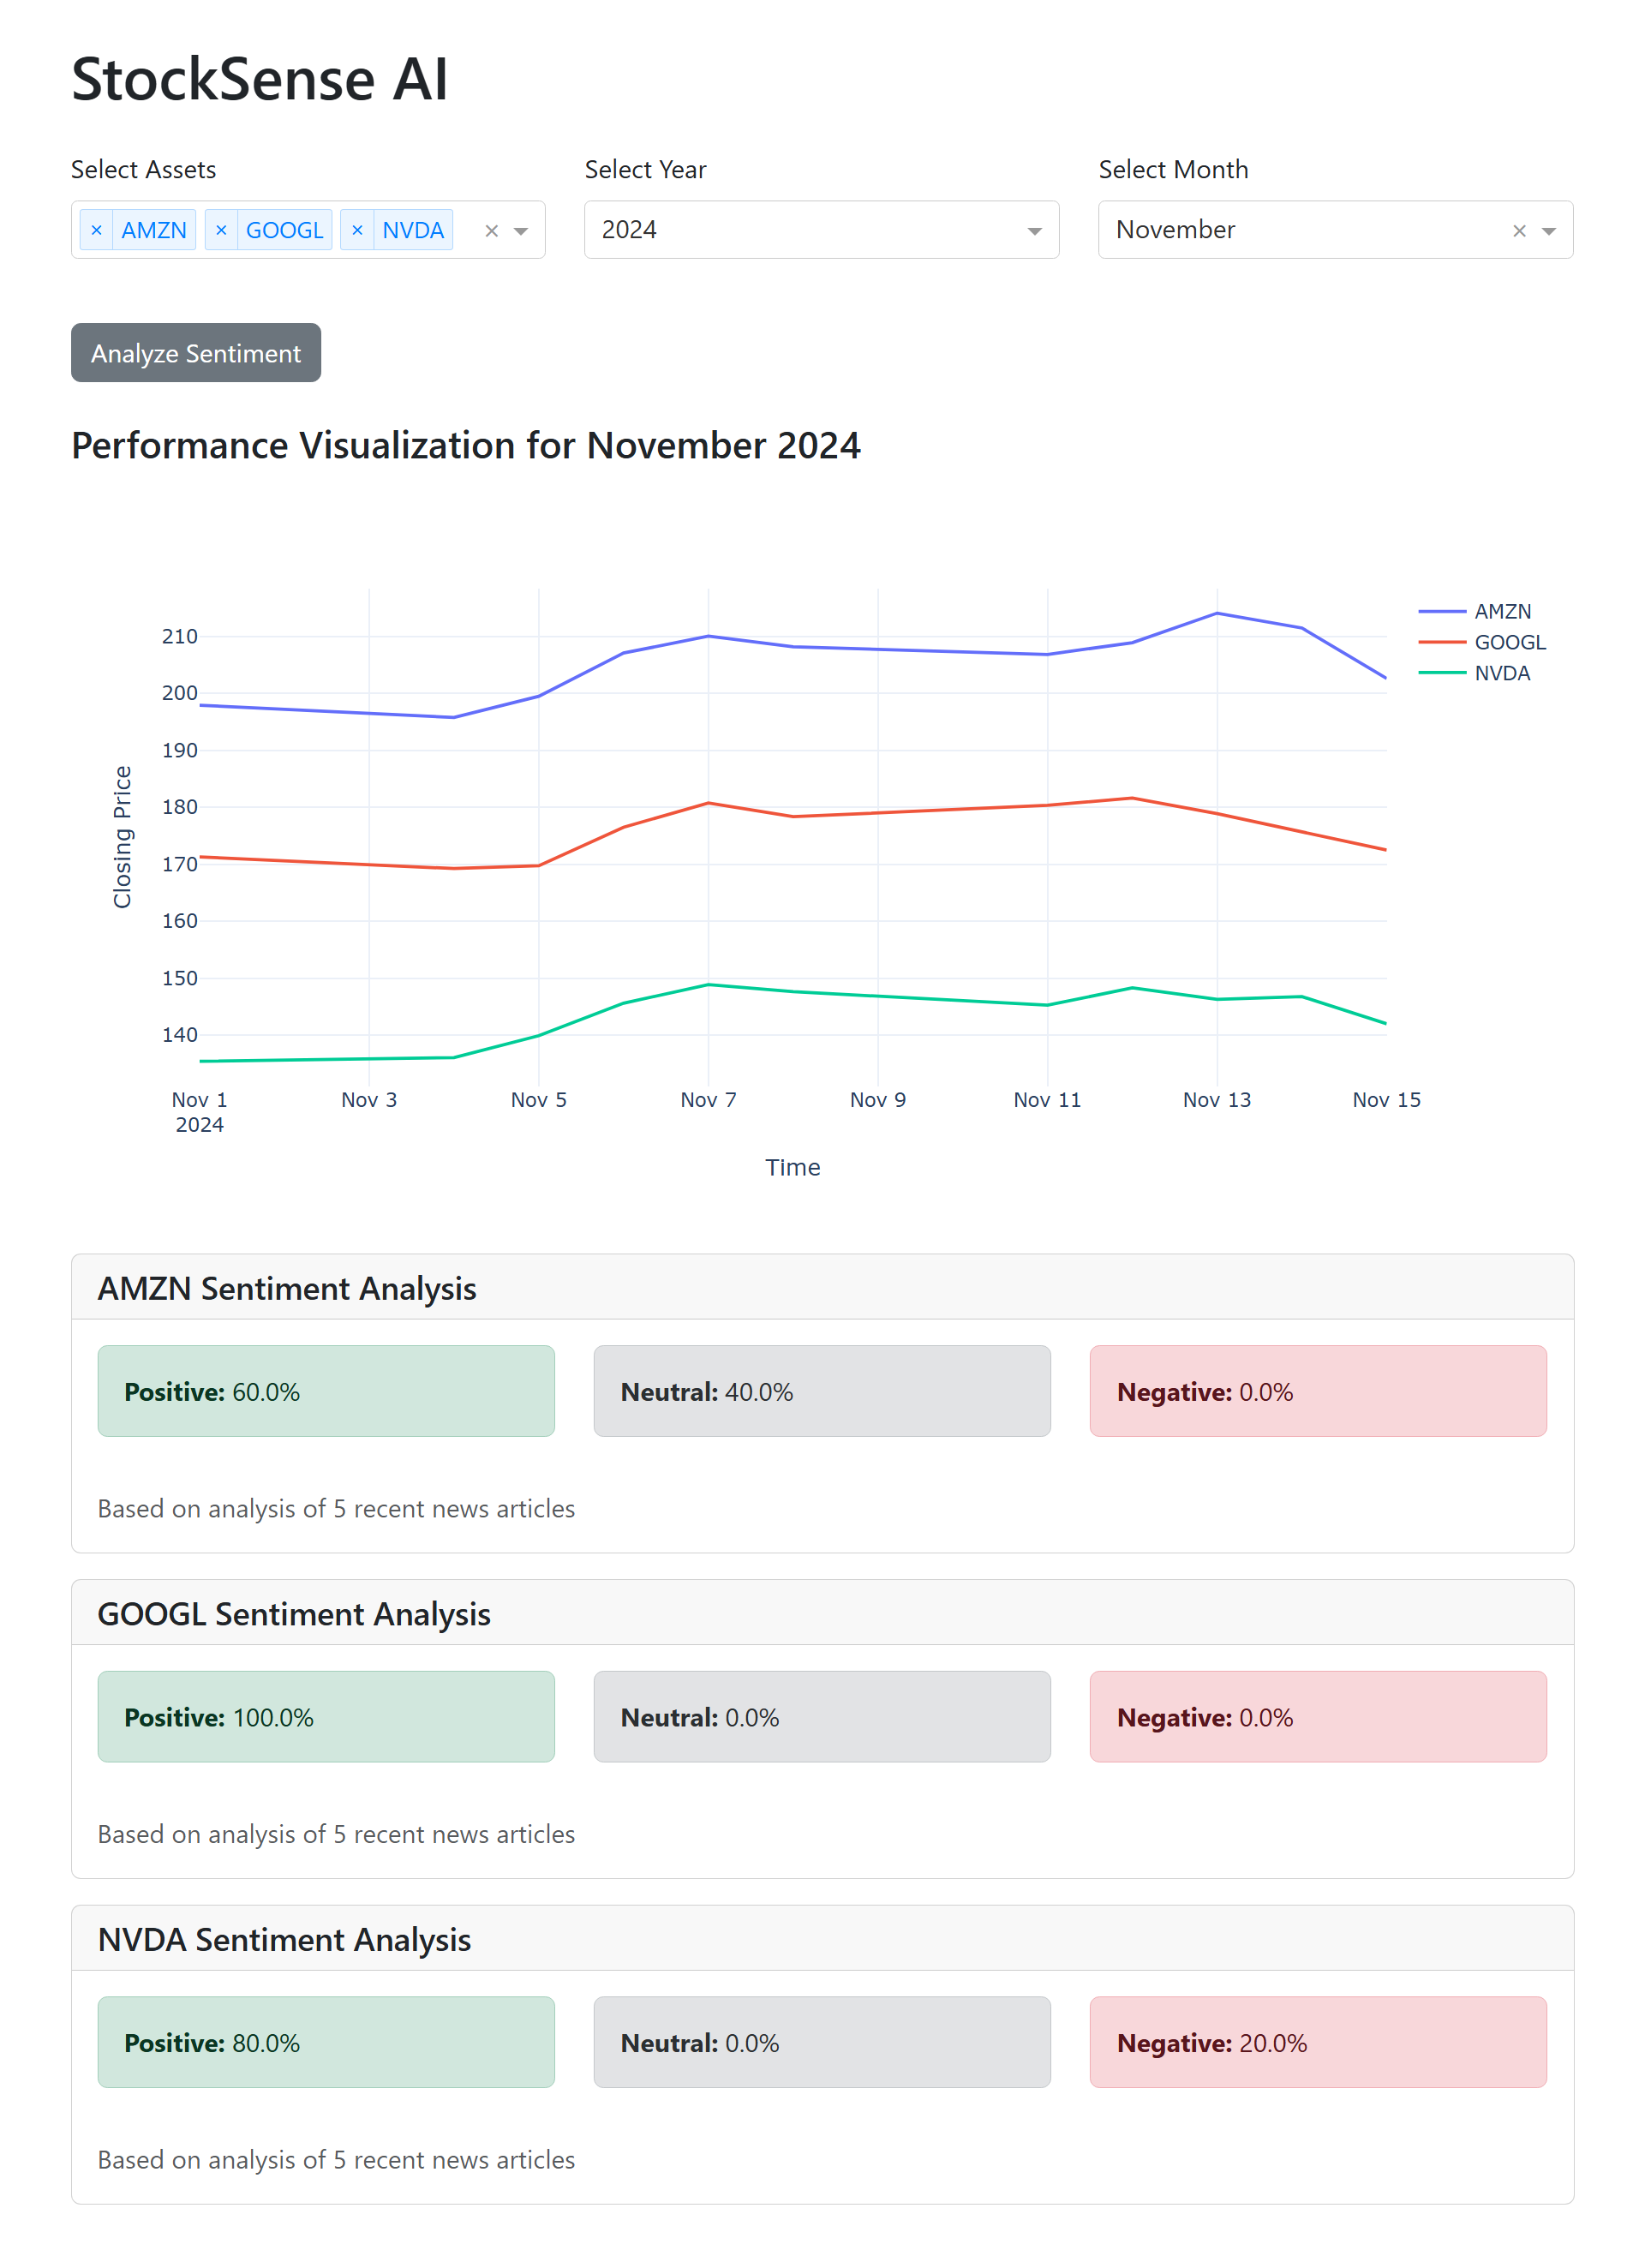 StockSense AI
Select Assets
Select Year
Select Month
× AMZN × GOOGL × NVDA ×
2024
November ×
Analyze Sentiment
Performance Visualization for November 2024
AMZN
GOOGL
NVDA
Closing Price
210
200
190
180
170
160
150
140
Nov 1 Nov 3 Nov 5 Nov 7 Nov 9 Nov 11 Nov 13 Nov 15
2024
Time
AMZN Sentiment Analysis
Positive: 60.0%
Neutral: 40.0%
Negative: 0.0%
Based on analysis of 5 recent news articles
GOOGL Sentiment Analysis
Positive: 100.0%
Neutral: 0.0%
Negative: 0.0%
Based on analysis of 5 recent news articles
NVDA Sentiment Analysis
Positive: 80.0%
Neutral: 0.0%
Negative: 20.0%
Based on analysis of 5 recent news articles